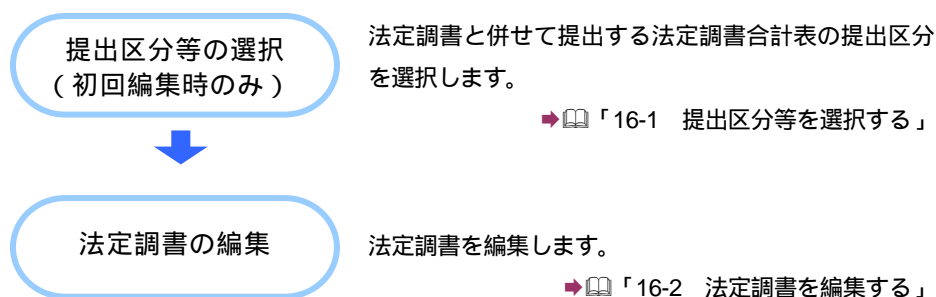 提出区分等の選択
(初回編集時のみ)
法定調書と併せて提出する法定調書合計表の提出区分
を選択します。
「16-1 提出区分等を選択する」
法定調書の編集
法定調書を編集します。
「16-2 法定調書を編集する」